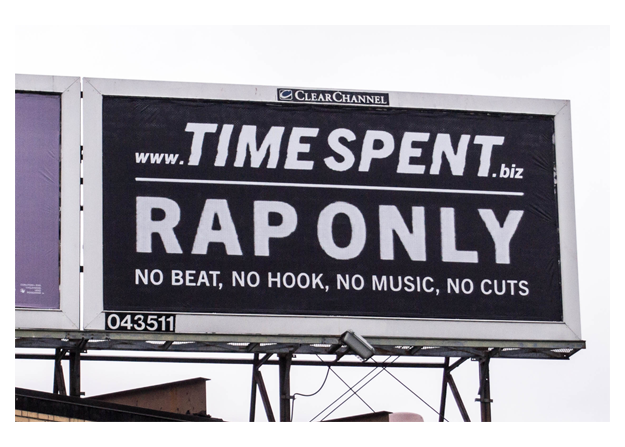 CLEARCHANNEL
www.TIMESPENT.biz
RAP ONLY
NO BEAT, NO HOOK, NO MUSIC, NO CUTS
043511